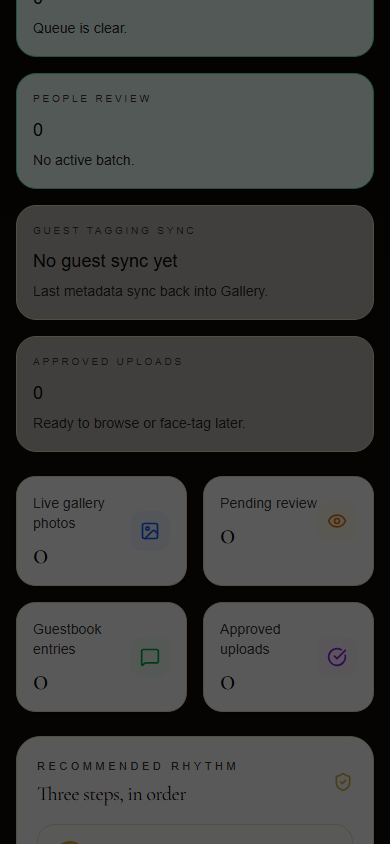 Queue is clear.
PEOPLE REVIEW
0
No active batch.
GUEST TAGGING SYNC
No guest sync yet
Last metadata sync back into Gallery.
APPROVED UPLOADS
0
Ready to browse or face-tag later.
Live gallery
photos
0
Pending review
0
Guestbook
entries
0
Approved
uploads
0
RECOMMENDED RHYTHM
Three steps, in order